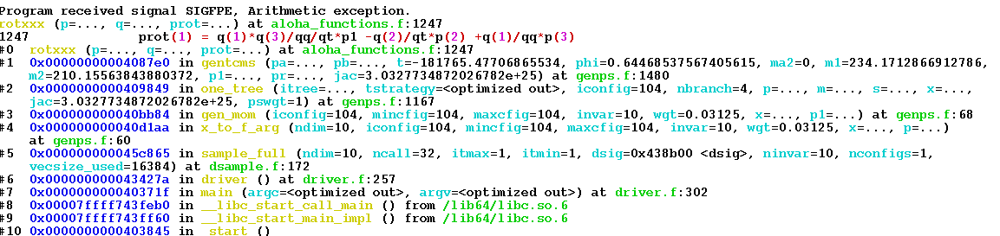 Program received signal SIGFPE, Arithmetic exception.
rotxxx (p=..., q=..., prot=...) at aloha_functions.f:1247
1247            prot(1) = q(1)*q(3)/qq/qt*p1 -q(2)/qt*p(2) +q(1)/qq*p(3)
#0  rotxxx (p=..., q=..., prot=...) at aloha_functions.f:1247
#1  0x00000000004087e0 in gentcms (pa=..., pb=..., t=-181765.47706865534, phi=0.64468537567405615, ma2=0, m1=234.1712866912786,
    m2=210.15563843880372, p1=..., pr=..., jac=3.0327734872026782e+25) at genps.f:1480
#2  0x0000000000409849 in one_tree (itree=..., tstrategy=<optimized out>, iconfig=104, nbranch=4, p=..., m=..., s=..., x=...,
    jac=3.0327734872026782e+25, pswgt=1) at genps.f:1167
#3  0x000000000040bb84 in gen_mom (iconfig=104, mincfig=104, maxcfig=104, invar=10, wgt=0.03125, x=..., p1=...) at genps.f:68
#4  0x000000000040d1aa in x_to_f_arg (ndim=10, iconfig=104, mincfig=104, maxcfig=104, invar=10, wgt=0.03125, x=..., p=...)
    at genps.f:60
#5  0x000000000045c865 in sample_full (ndim=10, ncall=32, itmax=1, itmin=1, dsig=0x438b00 <dsig>, ninvar=10, nconfigs=1,
    vecsize_used=16384) at dsample.f:172
#6  0x000000000043427a in driver () at driver.f:257
#7  0x000000000040371f in main (argc=<optimized out>, argv=<optimized out>) at driver.f:302
#8  0x00007ffff743feb0 in __libc_start_call_main () from /lib64/libc.so.6
#9  0x00007ffff743ff60 in __libc_start_main_impl () from /lib64/libc.so.6
#10 0x0000000000403845 in _start ()